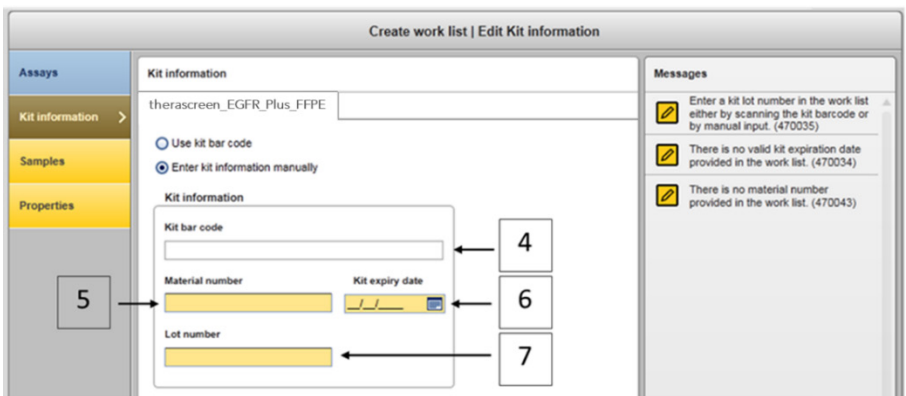 Create work list | Edit Kit information
Assays
Kit information >
Samples
Properties
Kit information
therascreen_EGFR_Plus_FFPE
Use kit bar code
Enter kit information manually
Kit information
Kit bar code
4
Material number
Kit expiry date
5
__/__/____
6
Lot number
7
Messages
Enter a kit lot number in the work list
either by scanning the kit barcode or
by manual input. (470035)
There is no valid kit expiration date
provided in the work list. (470034)
There is no material number
provided in the work list. (470043)